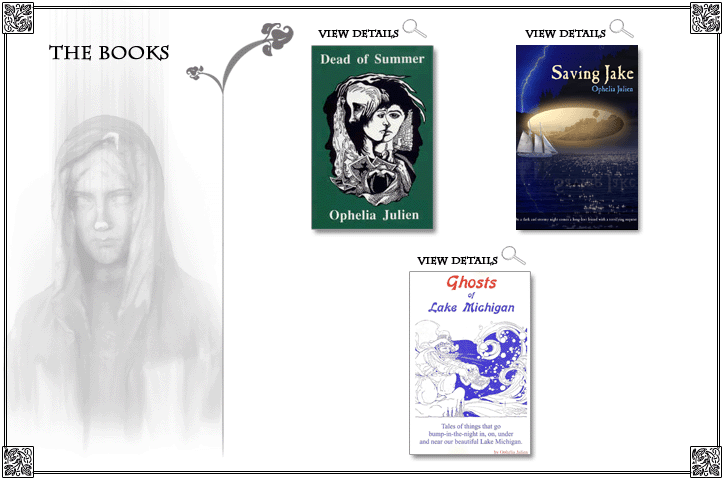 THE BOOKS
VIEW DETAILS
Dead of Summer
Ophelia Julien
VIEW DETAILS
Saving Jake
Ophelia Julien
Saving Jake
VIEW DETAILS
Ghosts
of
Lake Michigan
Tales of things that go
bump-in-the-night in, on, under
and near our beautiful Lake Michigan.
by Ophelia Julien